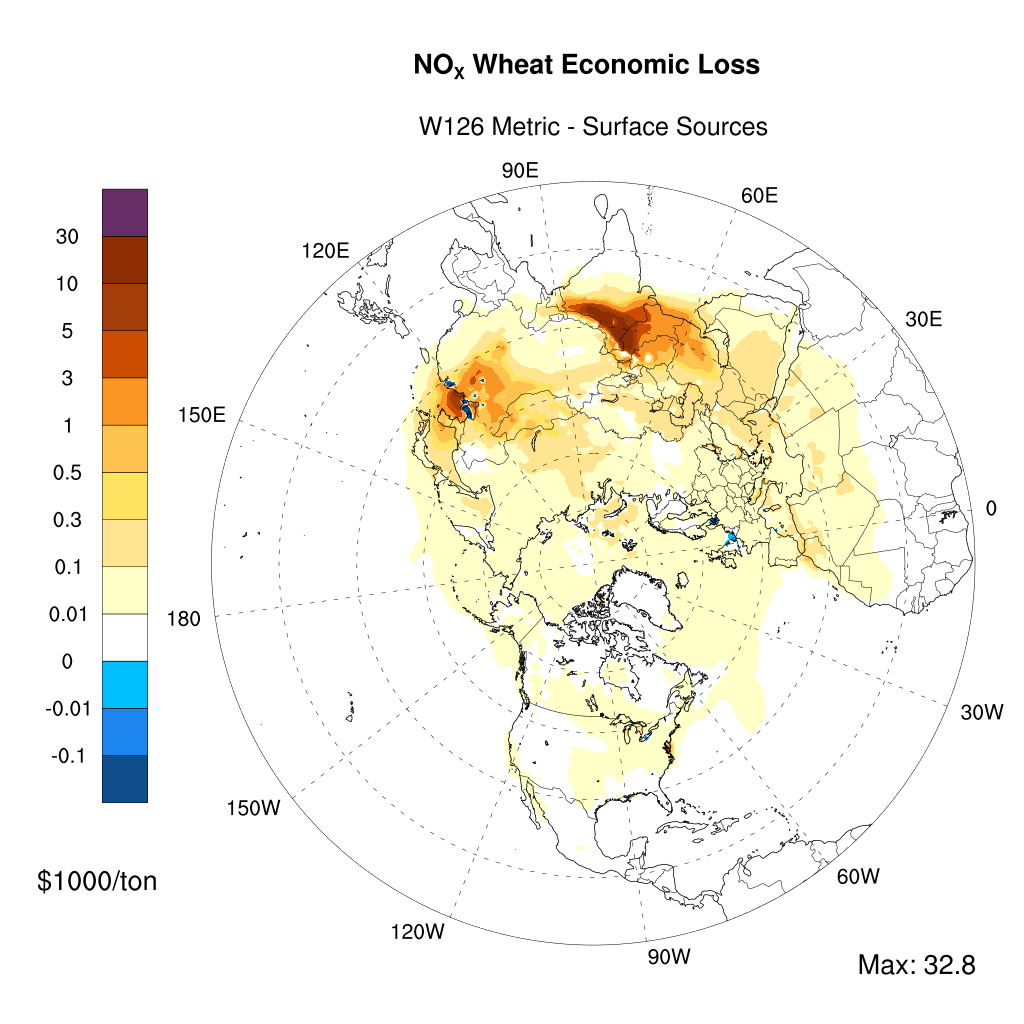 NOX Wheat Economic Loss
W126 Metric - Surface Sources
90E
60E
120E
30E
150E
0
180
30W
150W
60W
120W
90W
30
10
5
3
1
0.5
0.3
0.1
0.01
0
-0.01
-0.1
$1000/ton
Max: 32.8